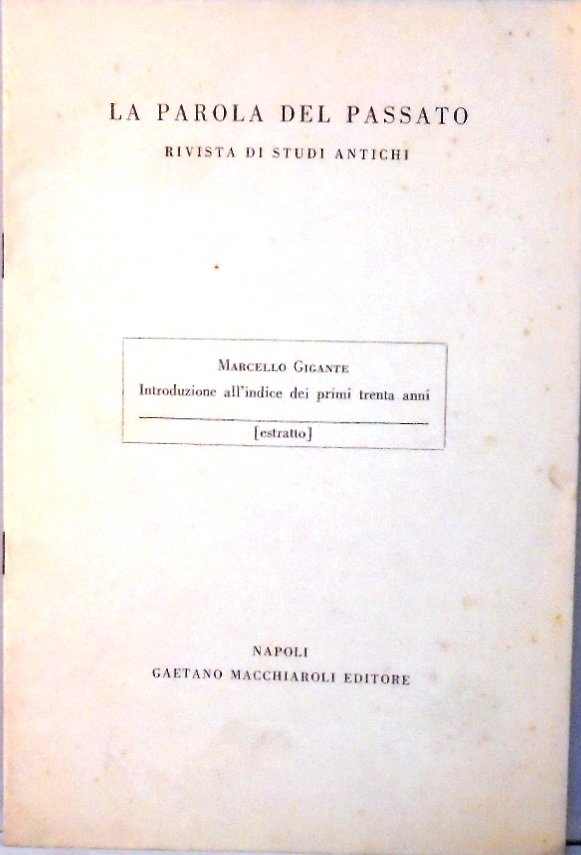 LA PAROLA DEL PASSATO
RIVISTA DI STUDI ANTICHI
MARCELLO GIGANTE
Introduzione all'indice dei primi trenta anni
[estratto]
NAPOLI
GAETANO MACCHIAROLI EDITORE